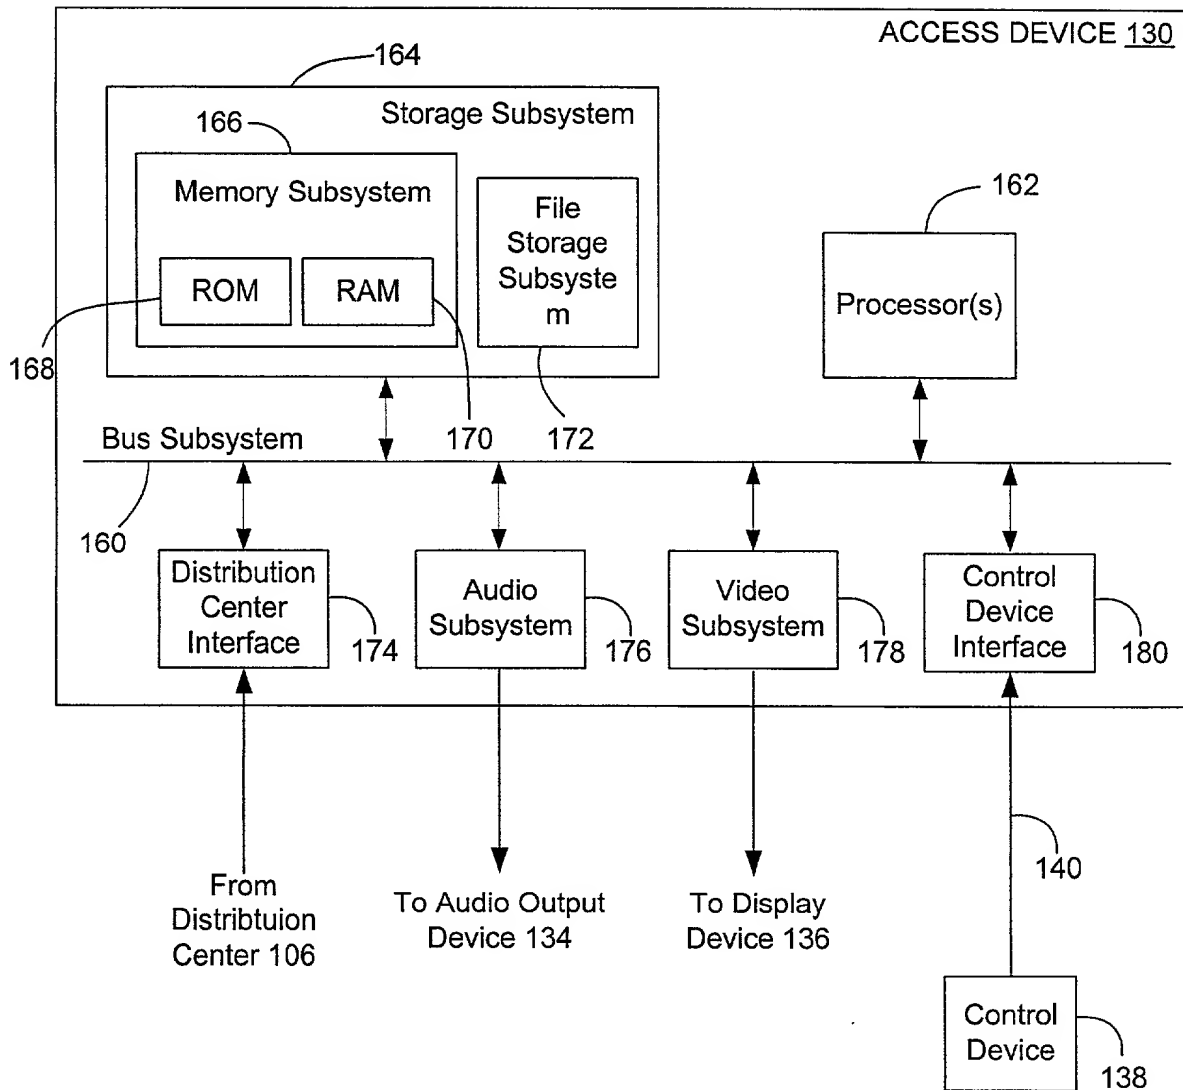 ACCESS DEVICE 130
164
Storage Subsystem
166
Memory Subsystem
File
Storage
Subsyste
m
162
Processor(s)
ROM
RAM
168
170
172
Bus Subsystem
160
Distribution
Center
Interface
174
Audio
Subsystem
176
Video
Subsystem
178
Control
Device
Interface
180
140
From
Distribtuion
Center 106
To Audio Output
Device 134
To Display
Device 136
Control
Device
138